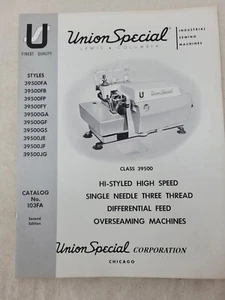 U
FINEST QUALITY
Union Special
LEWIS • COLUMBIA
INDUSTRIAL
SEWING
MACHINES
STYLES
39500FA
39500FB
39500FP
39500FY
39500GA
39500GF
39500GS
39500JE
39500JF
39500JG
CATALOG
No.
103FA
Second
Edition
CLASS 39500
HI-STYLED HIGH SPEED
SINGLE NEEDLE THREE THREAD
DIFFERENTIAL FEED
OVERSEAMING MACHINES
Union Special CORPORATION
CHICAGO